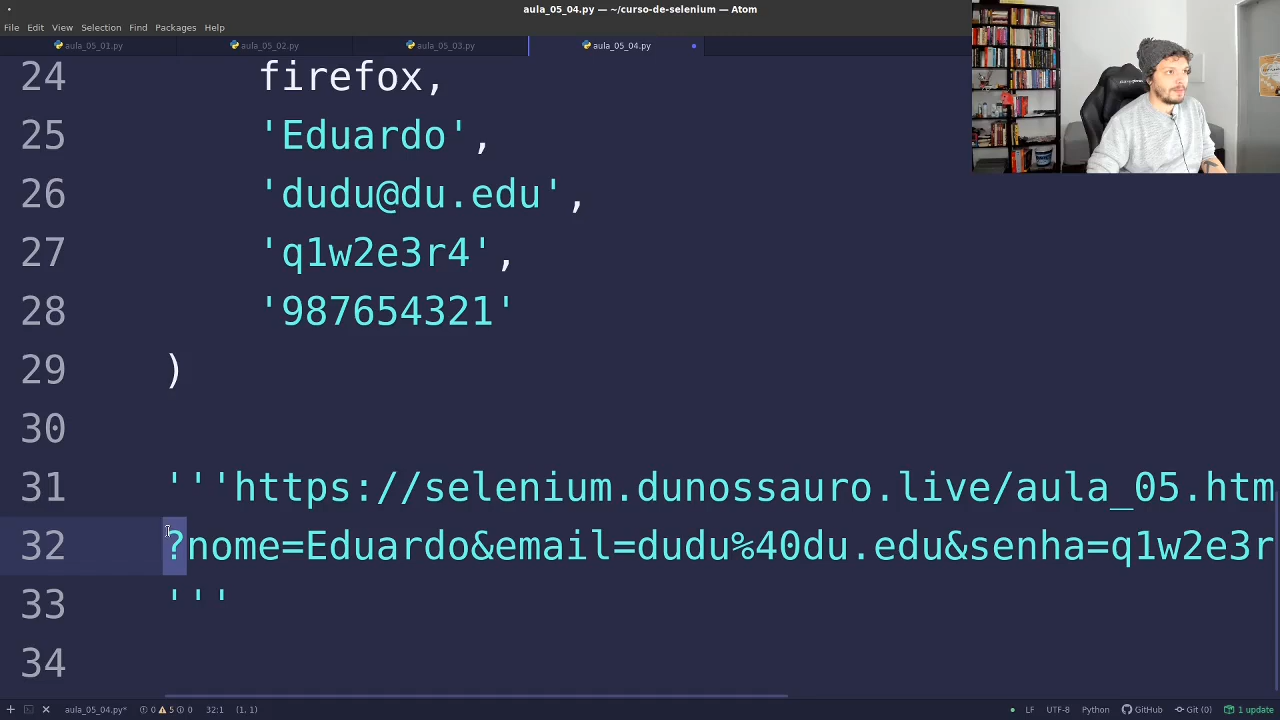 aula_05_04.py — ~/curso-de-selenium — Atom
File Edit View Selection Find Packages Help
aula_05_01.py aula_05_02.py aula_05_03.py aula_05_04.py
24 firefox,
25 'Eduardo',
26 'dudu@du.edu',
27 'q1w2e3r4',
28 '987654321'
29 )
30
31 '''https://selenium.dunossauro.live/aula_05.htm
32 ?nome=Eduardo&email=dudu%40du.edu&senha=q1w2e3r
33 '''
34
aula_05_04.py* 0 5 0 32:1 (1, 1) LF UTF-8 Python GitHub Git (0) 1 update